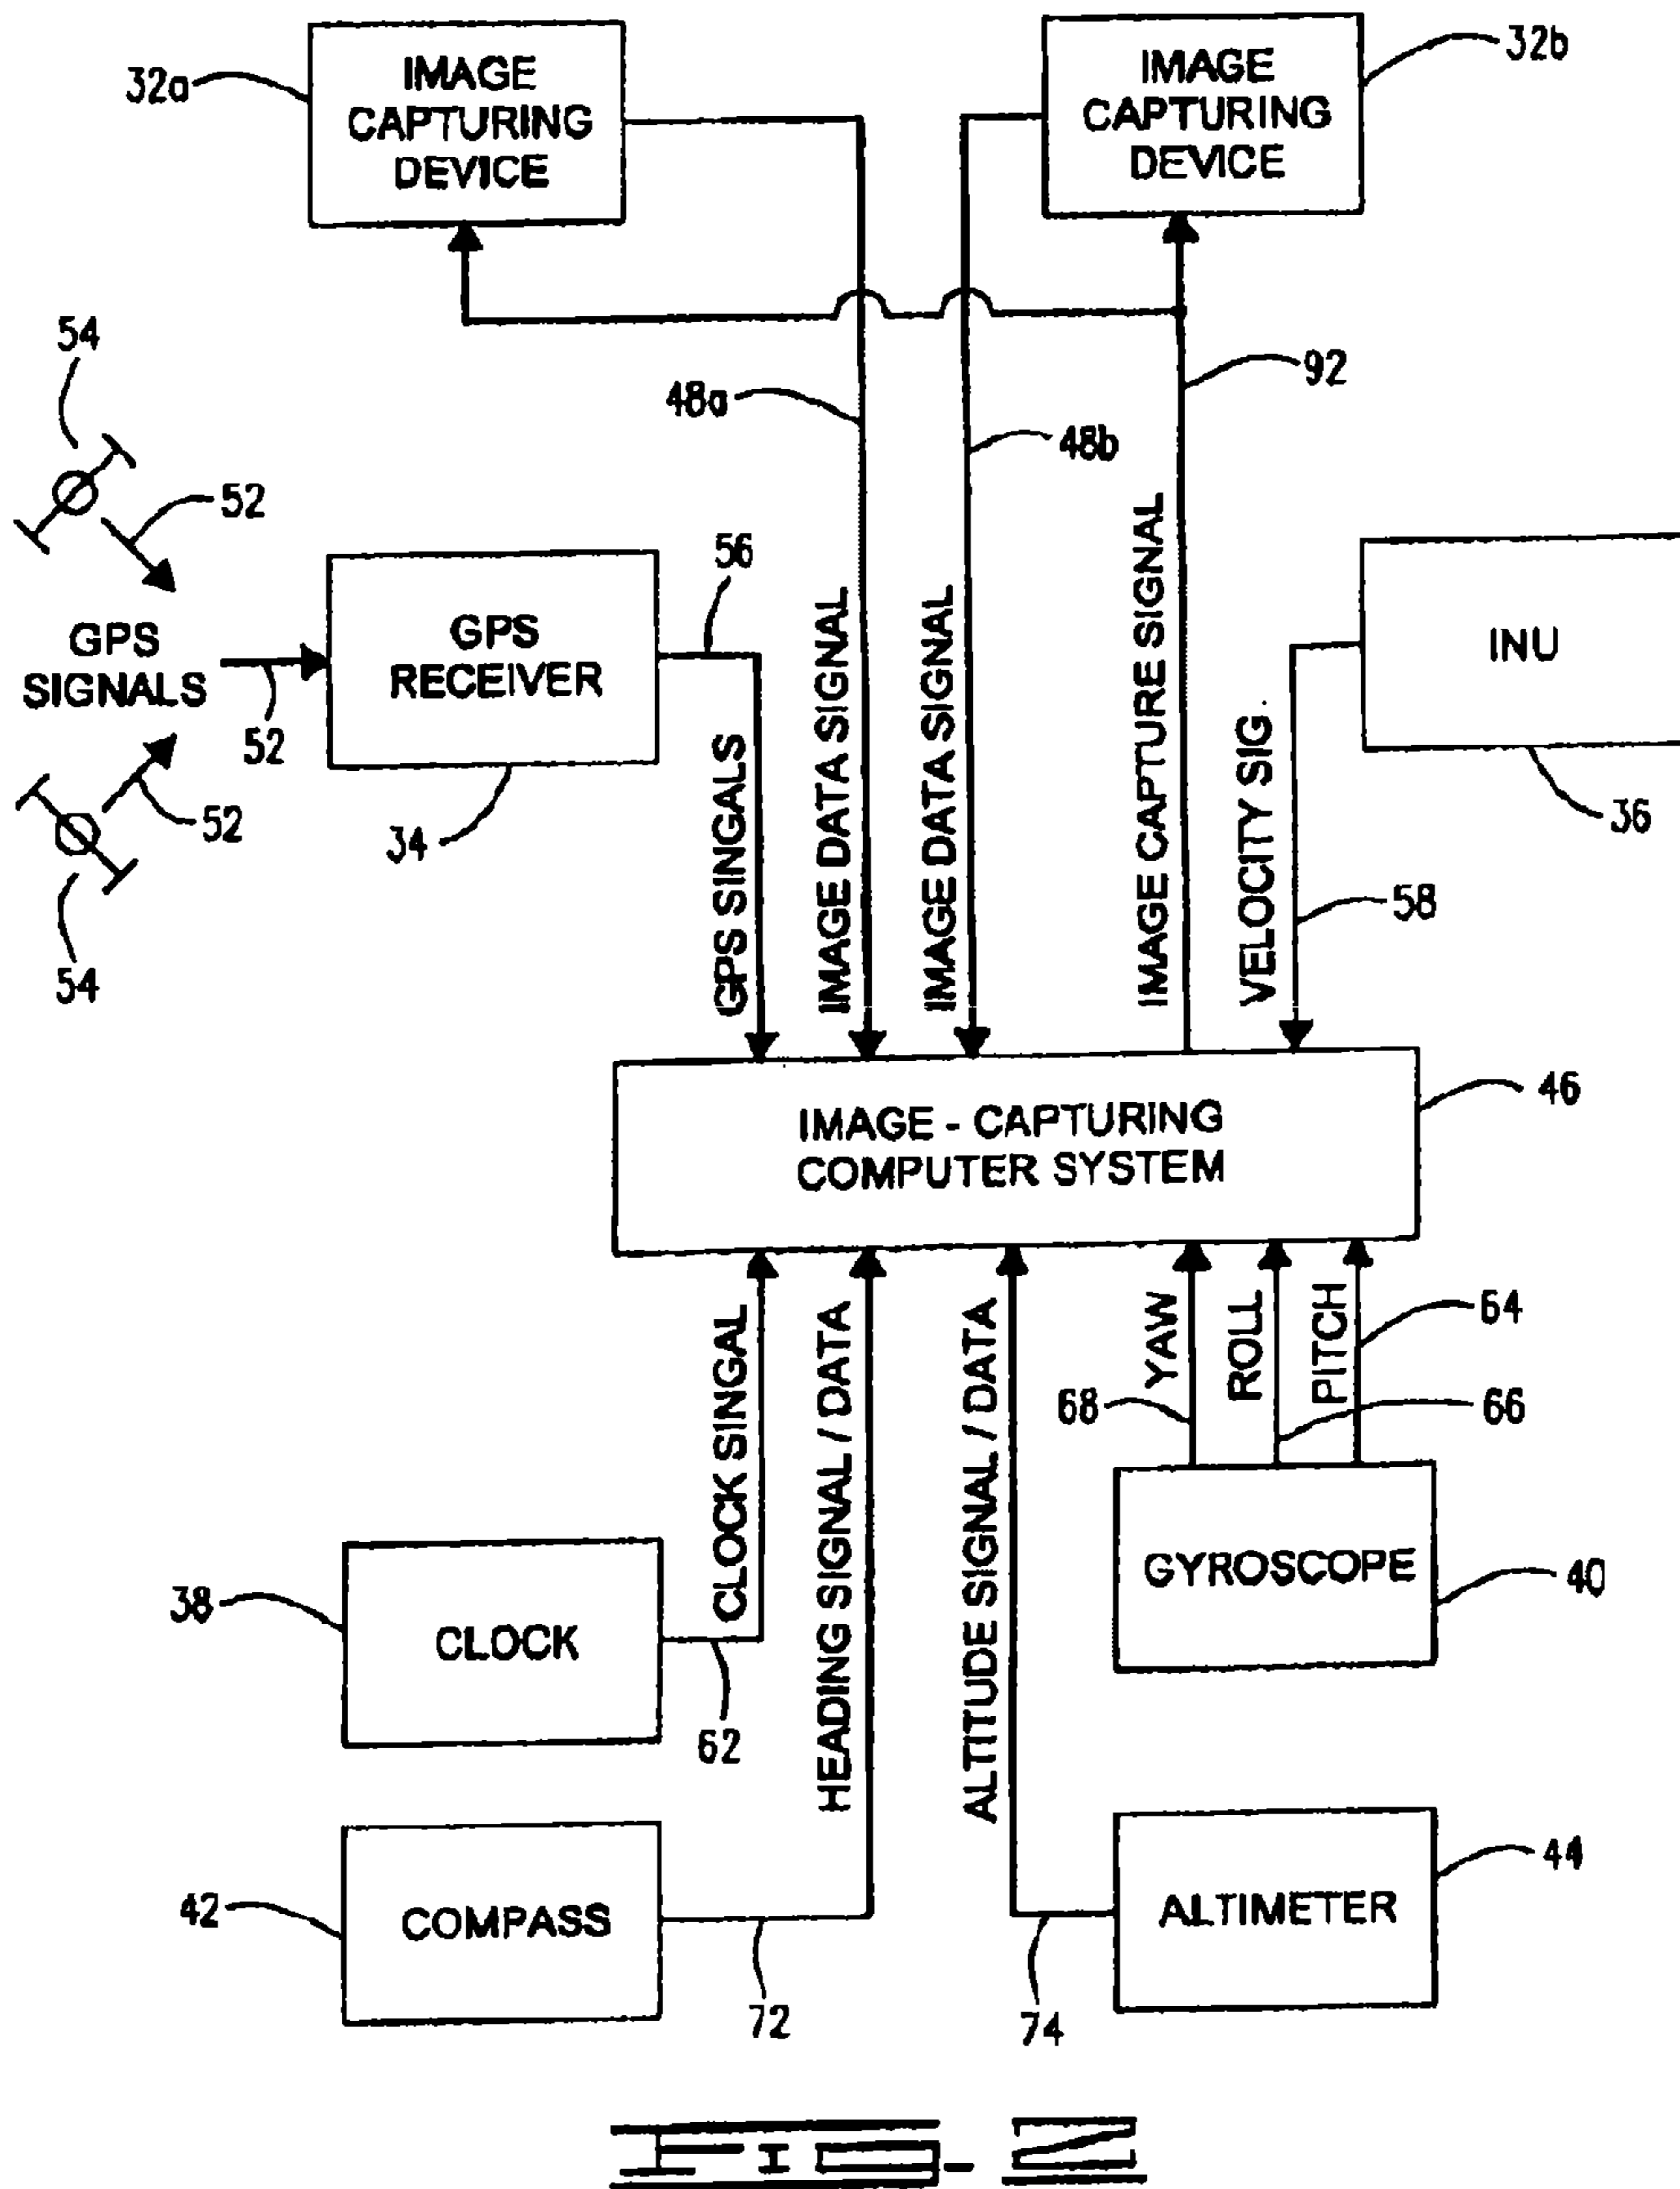 IMAGE
CAPTURING
DEVICE
32a
IMAGE
CAPTURING
DEVICE
32b
54
52
GPS
SIGNALS
52
52
54
GPS
RECEIVER
34
56
GPS SINGALS
48a
IMAGE DATA SIGNAL
48b
IMAGE DATA SIGNAL
92
IMAGE CAPTURE SIGNAL
VELOCITY SIG.
58
INU
36
IMAGE - CAPTURING
COMPUTER SYSTEM
46
CLOCK SINGAL
HEADING SIGNAL / DATA
ALTITUDE SIGNAL / DATA
YAW
ROLL
PITCH
64
68
66
38
CLOCK
62
GYROSCOPE
40
42
COMPASS
72
74
ALTIMETER
44
FIG- 2